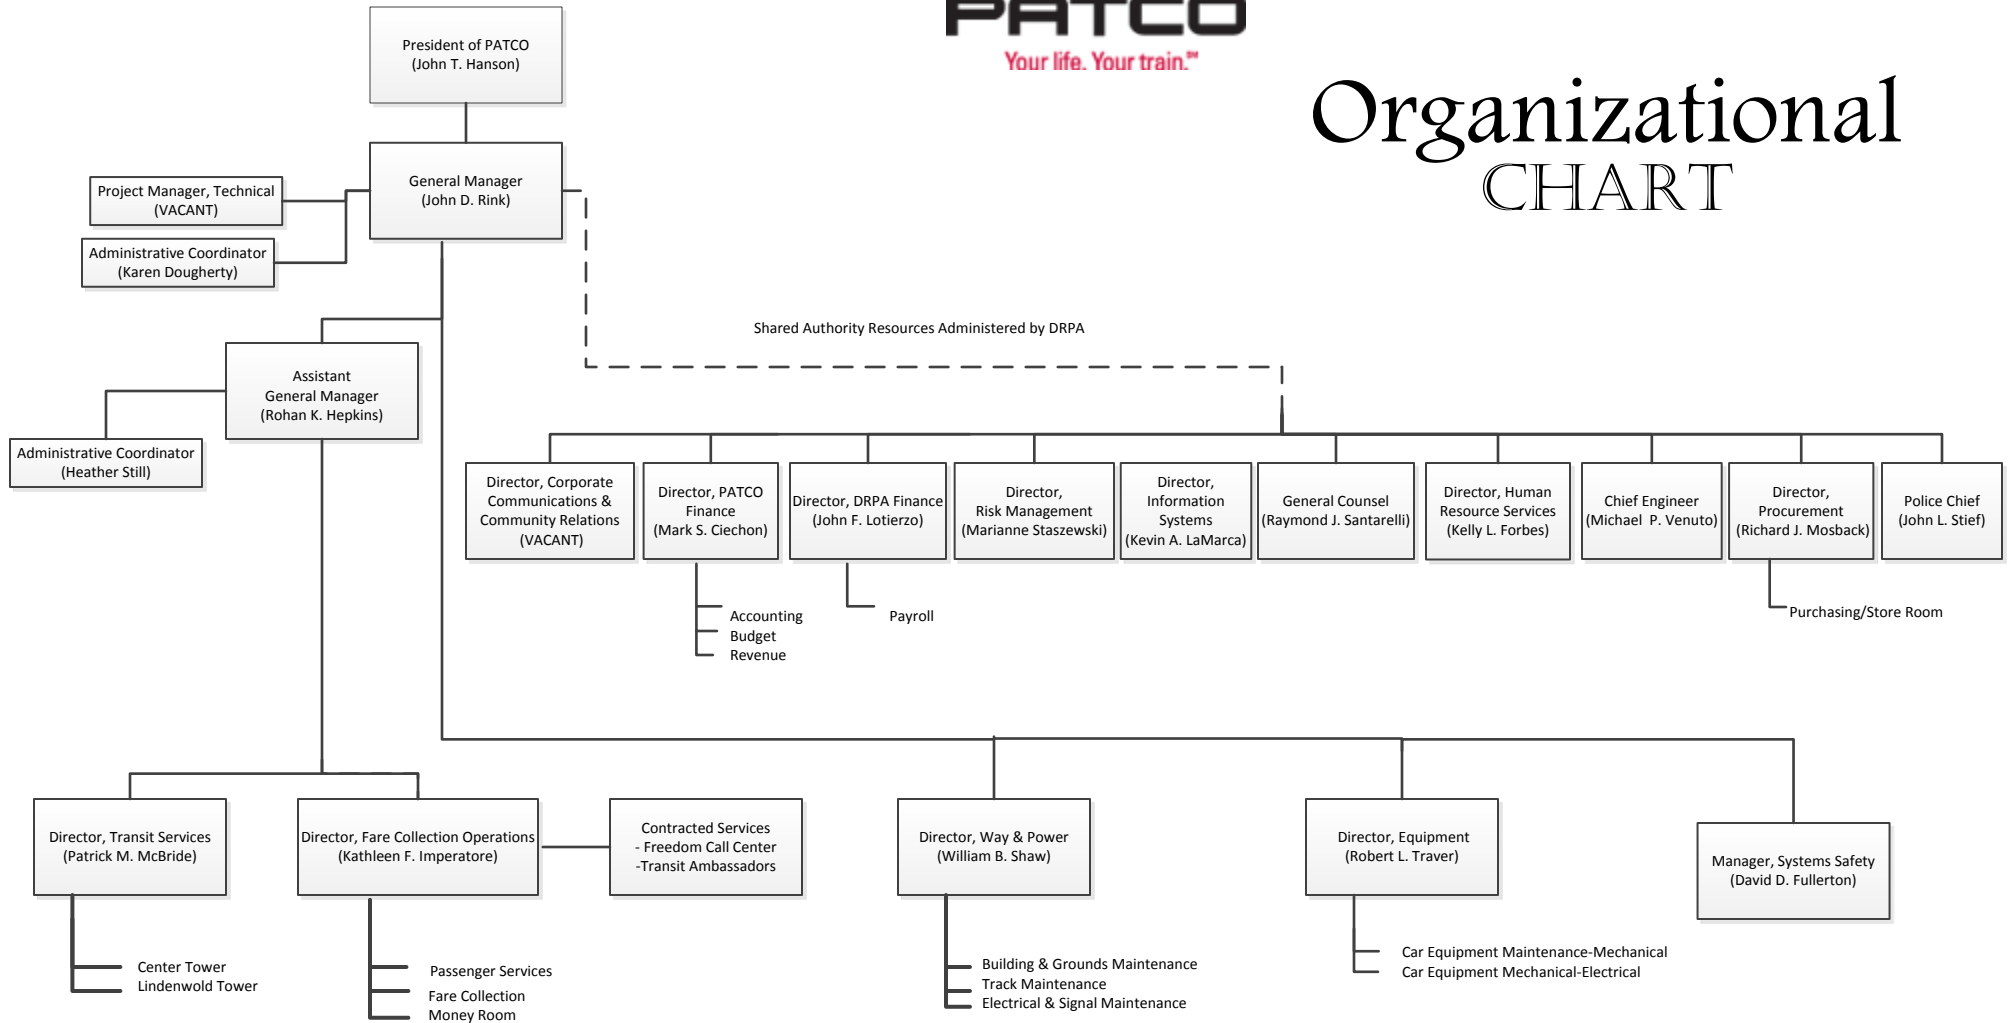 PATCO
Your life. Your train.℠
Organizational
CHART
President of PATCO
(John T. Hanson)
General Manager
(John D. Rink)
Project Manager, Technical
(VACANT)
Administrative Coordinator
(Karen Dougherty)
Shared Authority Resources Administered by DRPA
Assistant
General Manager
(Rohan K. Hepkins)
Administrative Coordinator
(Heather Still)
Director, Corporate
Communications &
Community Relations
(VACANT)
Director, PATCO
Finance
(Mark S. Ciechon)
Director, DRPA Finance
(John F. Lotierzo)
Director,
Risk Management
(Marianne Staszewski)
Director,
Information
Systems
(Kevin A. LaMarca)
General Counsel
(Raymond J. Santarelli)
Director, Human
Resource Services
(Kelly L. Forbes)
Chief Engineer
(Michael  P. Venuto)
Director,
Procurement
(Richard J. Mosback)
Police Chief
(John L. Stief)
Accounting
Budget
Revenue
Payroll
Purchasing/Store Room
Director, Transit Services
(Patrick M. McBride)
Director, Fare Collection Operations
(Kathleen F. Imperatore)
Contracted Services
- Freedom Call Center
-Transit Ambassadors
Director, Way & Power
(William B. Shaw)
Director, Equipment
(Robert L. Traver)
Manager, Systems Safety
(David D. Fullerton)
Center Tower
Lindenwold Tower
Passenger Services
Fare Collection
Money Room
Building & Grounds Maintenance
Track Maintenance
Electrical & Signal Maintenance
Car Equipment Maintenance-Mechanical
Car Equipment Mechanical-Electrical